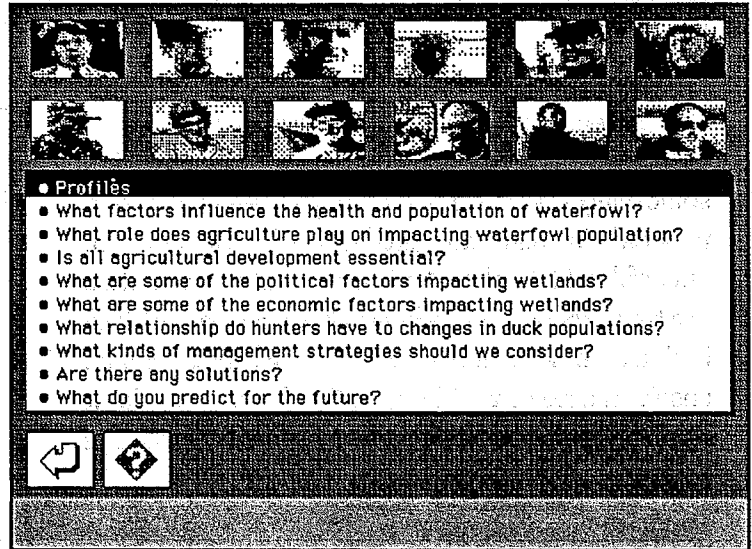 • Profiles
• What factors influence the health and population of waterfowl?
• What role does agriculture play on impacting waterfowl population?
• Is all agricultural development essential?
• What are some of the political factors impacting wetlands?
• What are some of the economic factors impacting wetlands?
• What relationship do hunters have to changes in duck populations?
• What kinds of management strategies should we consider?
• Are there any solutions?
• What do you predict for the future?
?